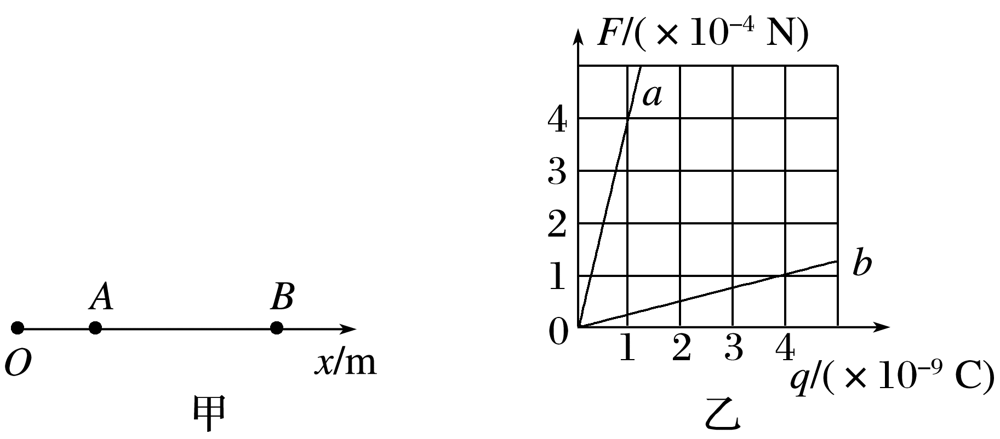 F/(×10⁻⁴ N)
a
4
3
2
1
0
b
1 2 3 4
q/(×10⁻⁹ C)
乙
A B
O
x/m
甲